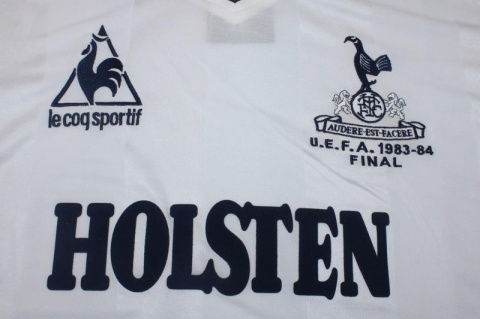 le coq sportif
AUDERE·EST·FACERE
U.E.F.A. 1983-84
FINAL
HOLSTEN